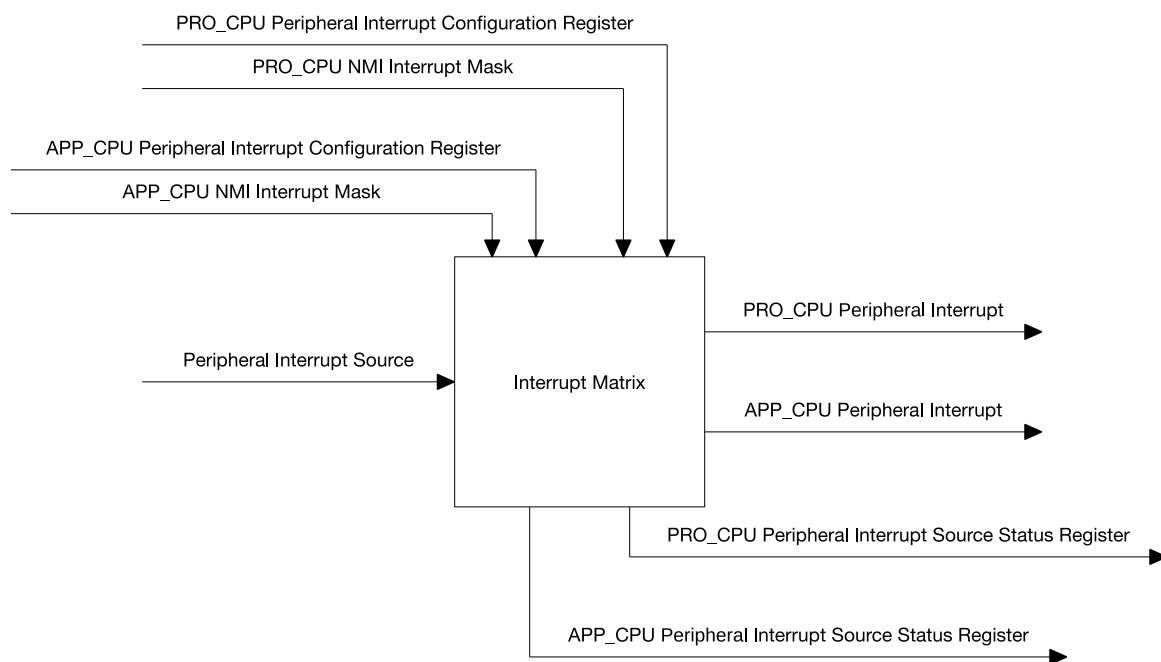 PRO_CPU Peripheral Interrupt Configuration Register
PRO_CPU NMI Interrupt Mask
APP_CPU Peripheral Interrupt Configuration Register
APP_CPU NMI Interrupt Mask
PRO_CPU Peripheral Interrupt
Peripheral Interrupt Source
Interrupt Matrix
APP_CPU Peripheral Interrupt
PRO_CPU Peripheral Interrupt Source Status Register
APP_CPU Peripheral Interrupt Source Status Register